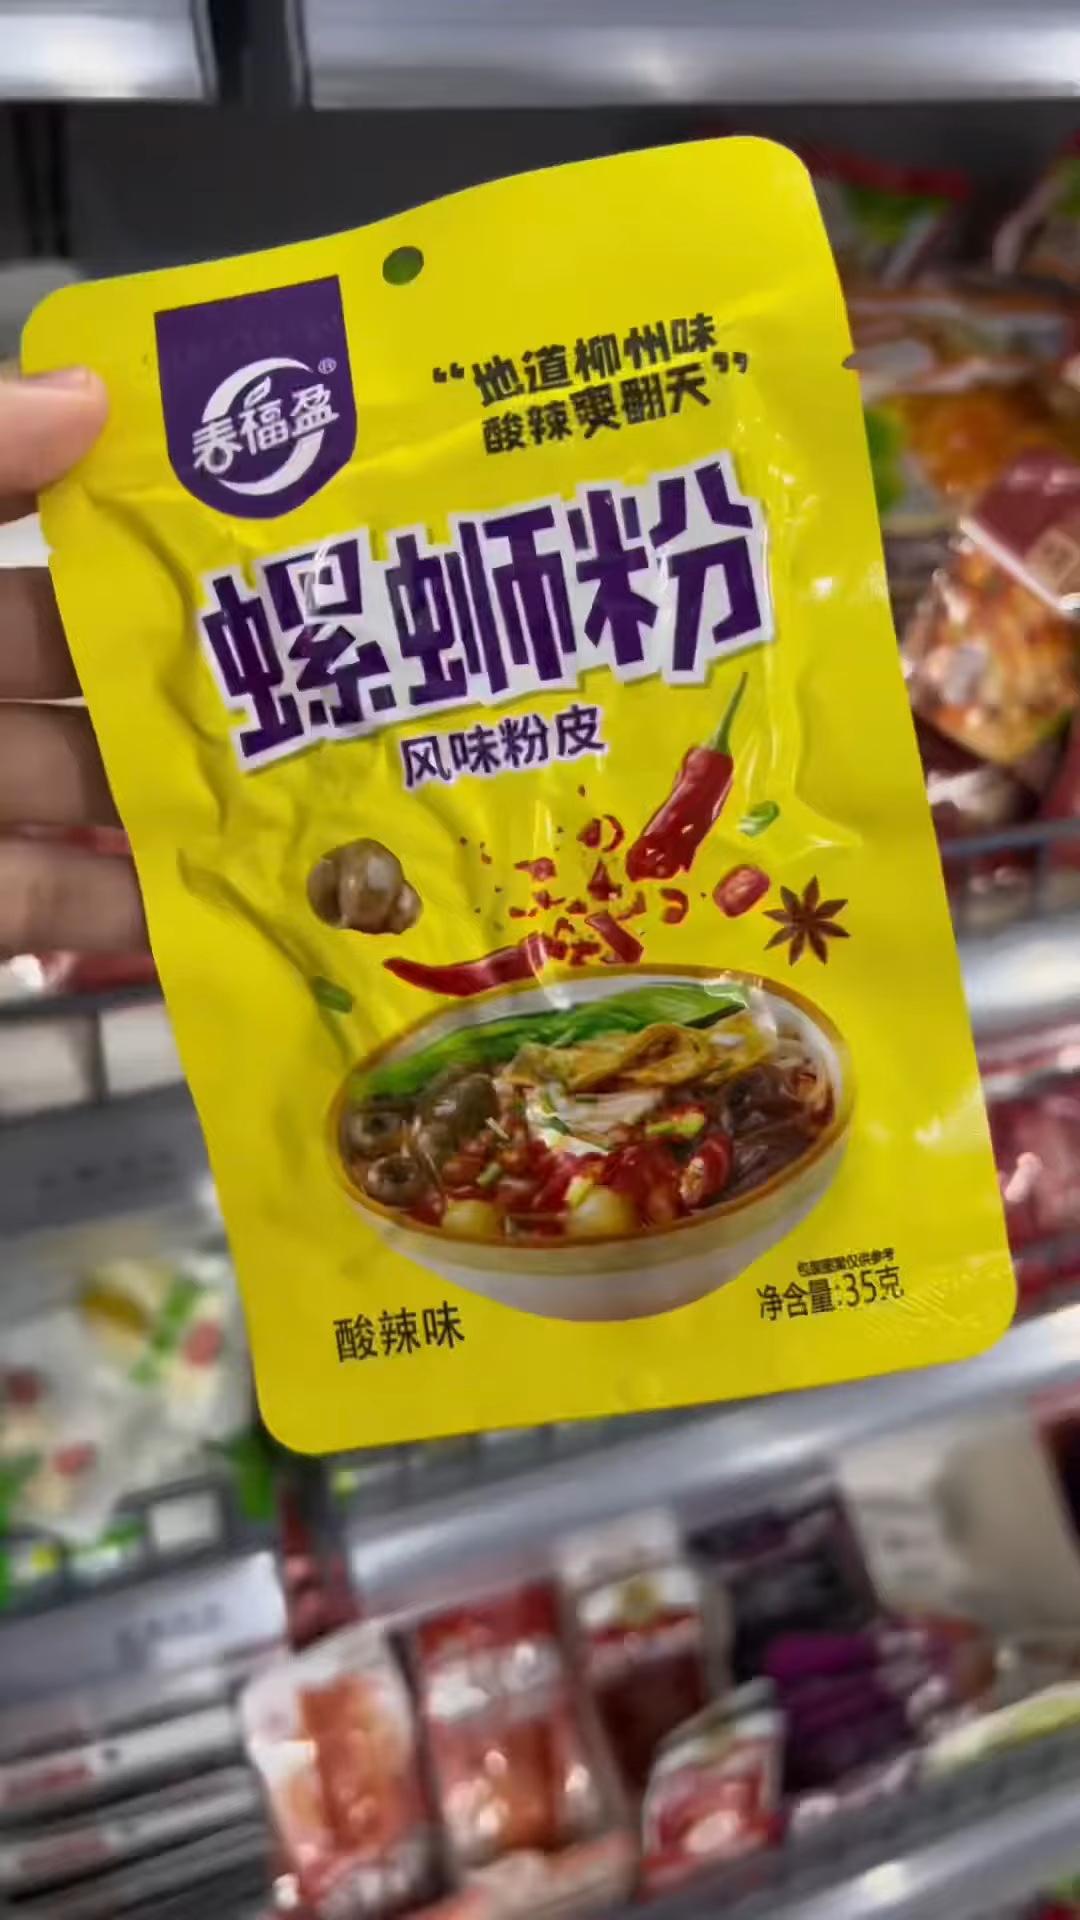 春福盈®
“地道柳州味
酸辣爽翻天”
螺蛳粉
风味粉皮
包装图案仅供参考
净含量:35克
酸辣味